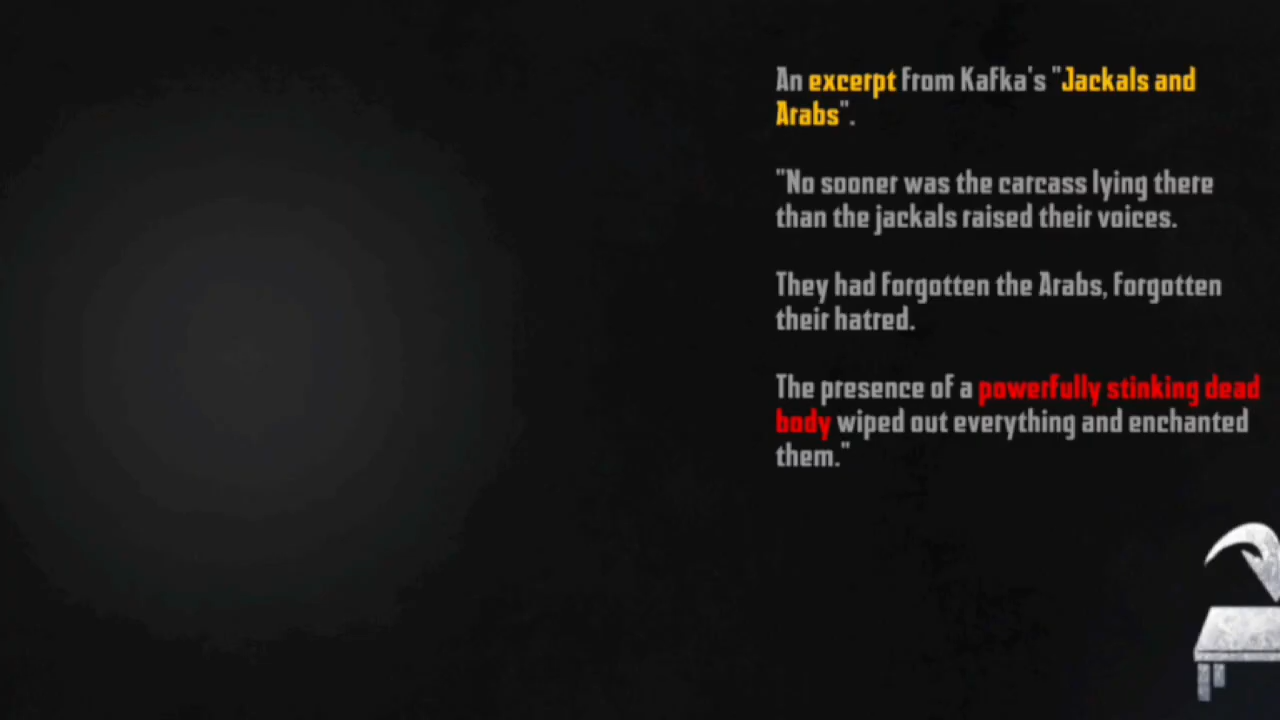 An excerpt from Kafka's "Jackals and
Arabs".
"No sooner was the carcass lying there
than the jackals raised their voices.
They had forgotten the Arabs, forgotten
their hatred.
The presence of a powerfully stinking dead
body wiped out everything and enchanted
them."